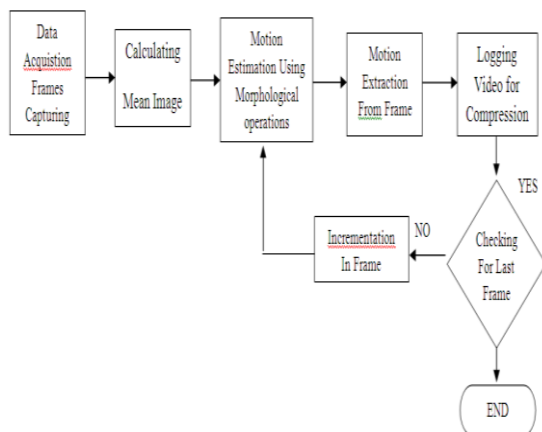 Data
Acquistion
Frames
Capturing
Calculating
Mean Image
Motion
Estimation Using
Morphological
operations
Motion
Extraction
From Frame
Logging
Video for
Compression
YES
Checking
For Last
Frame
NO
Incrementation
In Frame
END